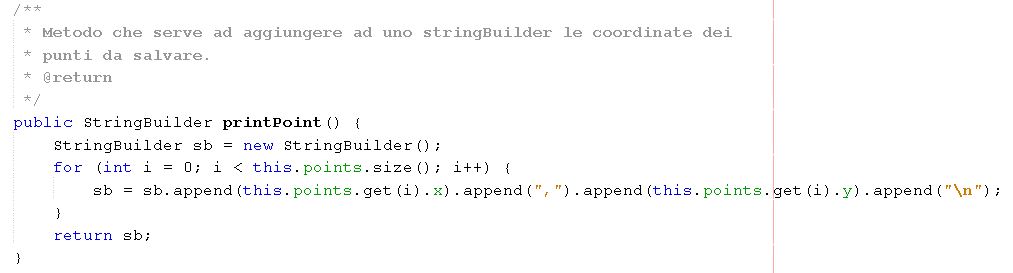 /**
 * Metodo che serve ad aggiungere ad uno stringBuilder le coordinate dei
 * punti da salvare.
 * @return
 */
public StringBuilder printPoint() {
    StringBuilder sb = new StringBuilder();
    for (int i = 0; i < this.points.size(); i++) {
        sb = sb.append(this.points.get(i).x).append(",").append(this.points.get(i).y).append("\n");
    }
    return sb;
}